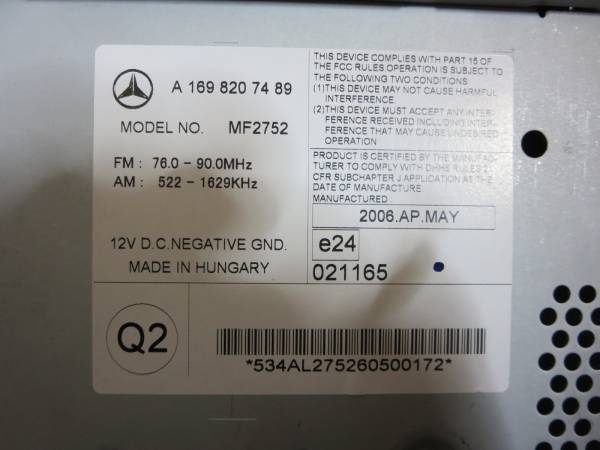 A 169 820 74 89
MODEL NO. MF2752
FM : 76.0 - 90.0MHz
AM : 522 - 1629KHz
12V D.C.NEGATIVE GND.
MADE IN HUNGARY
THIS DEVICE COMPLIES WITH PART 15 OF
THE FCC RULES OPERATION IS SUBJECT TO
THE FOLLOWING TWO CONDITIONS
(1)THIS DEVICE MAY NOT CAUSE HARMFUL
INTERFERENCE.
(2)THIS DEVICE MUST ACCEPT ANY INTER-
FERENCE RECEIVED INCLUDING INTER-
FERENCE THAT MAY CAUSE UNDESIRED
OPERATION
PRODUCT IS CERTIFIED BY THE MANUFAC-
TURER TO COMPLY WITH DHHS RULES 21
CFR SUBCHAPTER J APPLICATION AS THE
DATE OF MANUFACTURE.
MANUFACTURED :
2006.AP.MAY
e24
021165
Q2
*534AL275260500172*